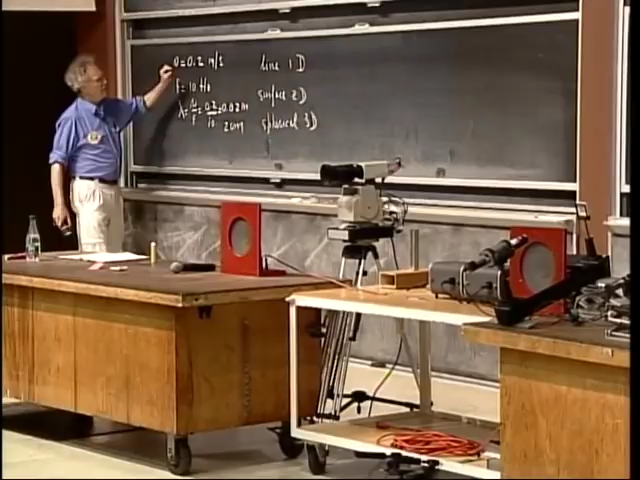 v = 0.2 m/s
f = 10 Hz
λ = v/f = 0.2/10 = 0.02 m
2 cm
line 1D
surface 2D
spherical 3D